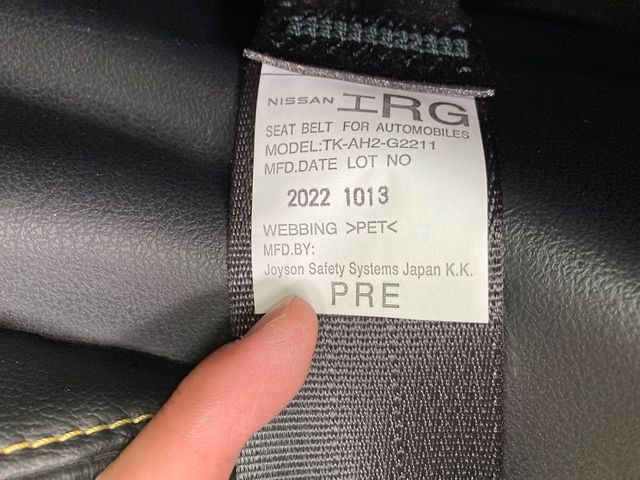 NISSAN IRG
SEAT BELT FOR AUTOMOBILES
MODEL:TK-AH2-G2211
MFD.DATE LOT NO
2022 1013
WEBBING >PET<
MFD.BY:
Joyson Safety Systems Japan K.K.
PRE